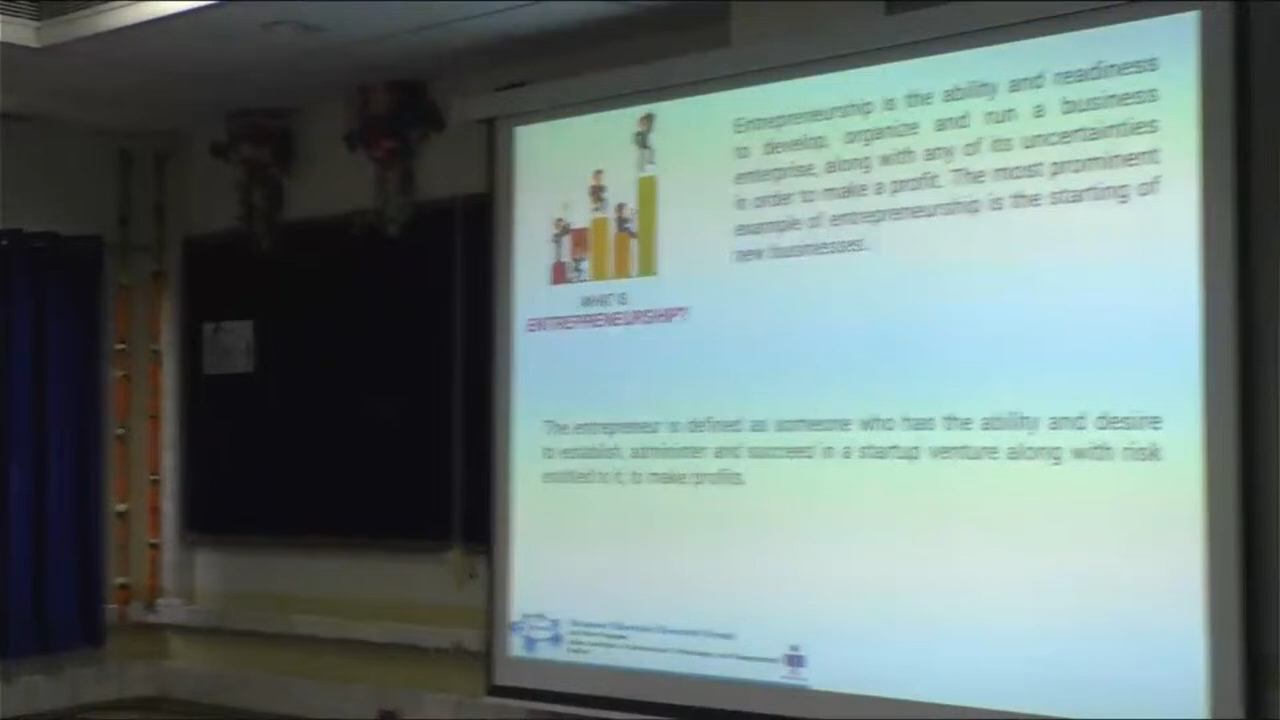 Entrepreneurship is the ability and readiness
to develop, organize and run a business
enterprise, along with any of its uncertainties
in order to make a profit. The most prominent
example of entrepreneurship is the starting of
new businesses.
WHAT IS
ENTREPRENEURSHIP?
The entrepreneur is defined as someone who has the ability and desire
to establish, administer and succeed in a startup venture along with risk
entitled to it, to make profits.